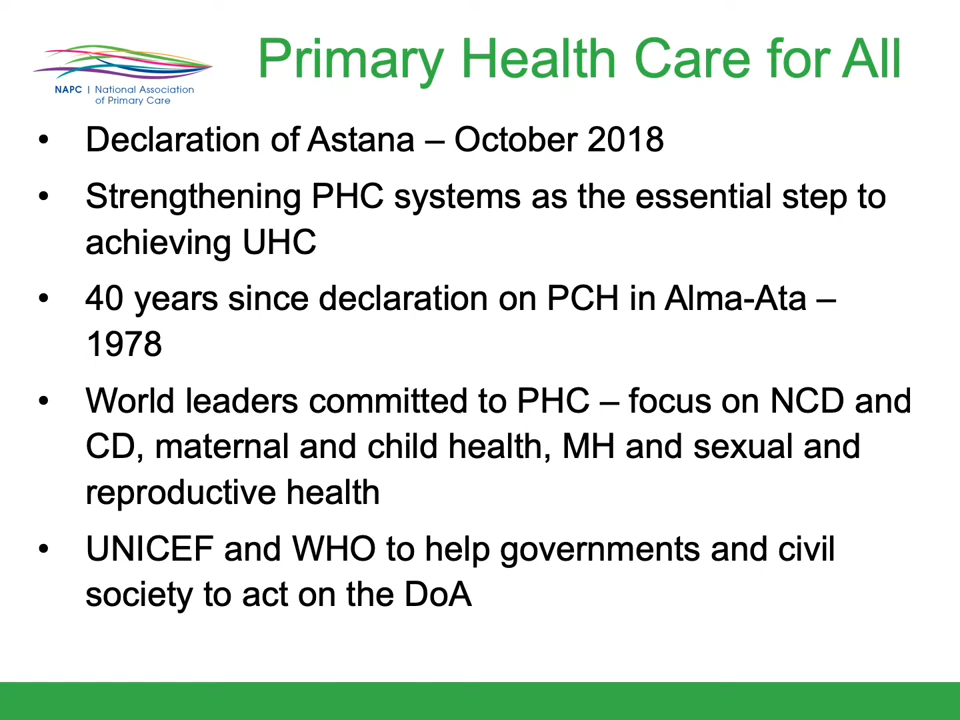 Primary Health Care for All
NAPC | National Association
of Primary Care
• Declaration of Astana – October 2018
• Strengthening PHC systems as the essential step to
achieving UHC
• 40 years since declaration on PCH in Alma-Ata –
1978
• World leaders committed to PHC – focus on NCD and
CD, maternal and child health, MH and sexual and
reproductive health
• UNICEF and WHO to help governments and civil
society to act on the DoA